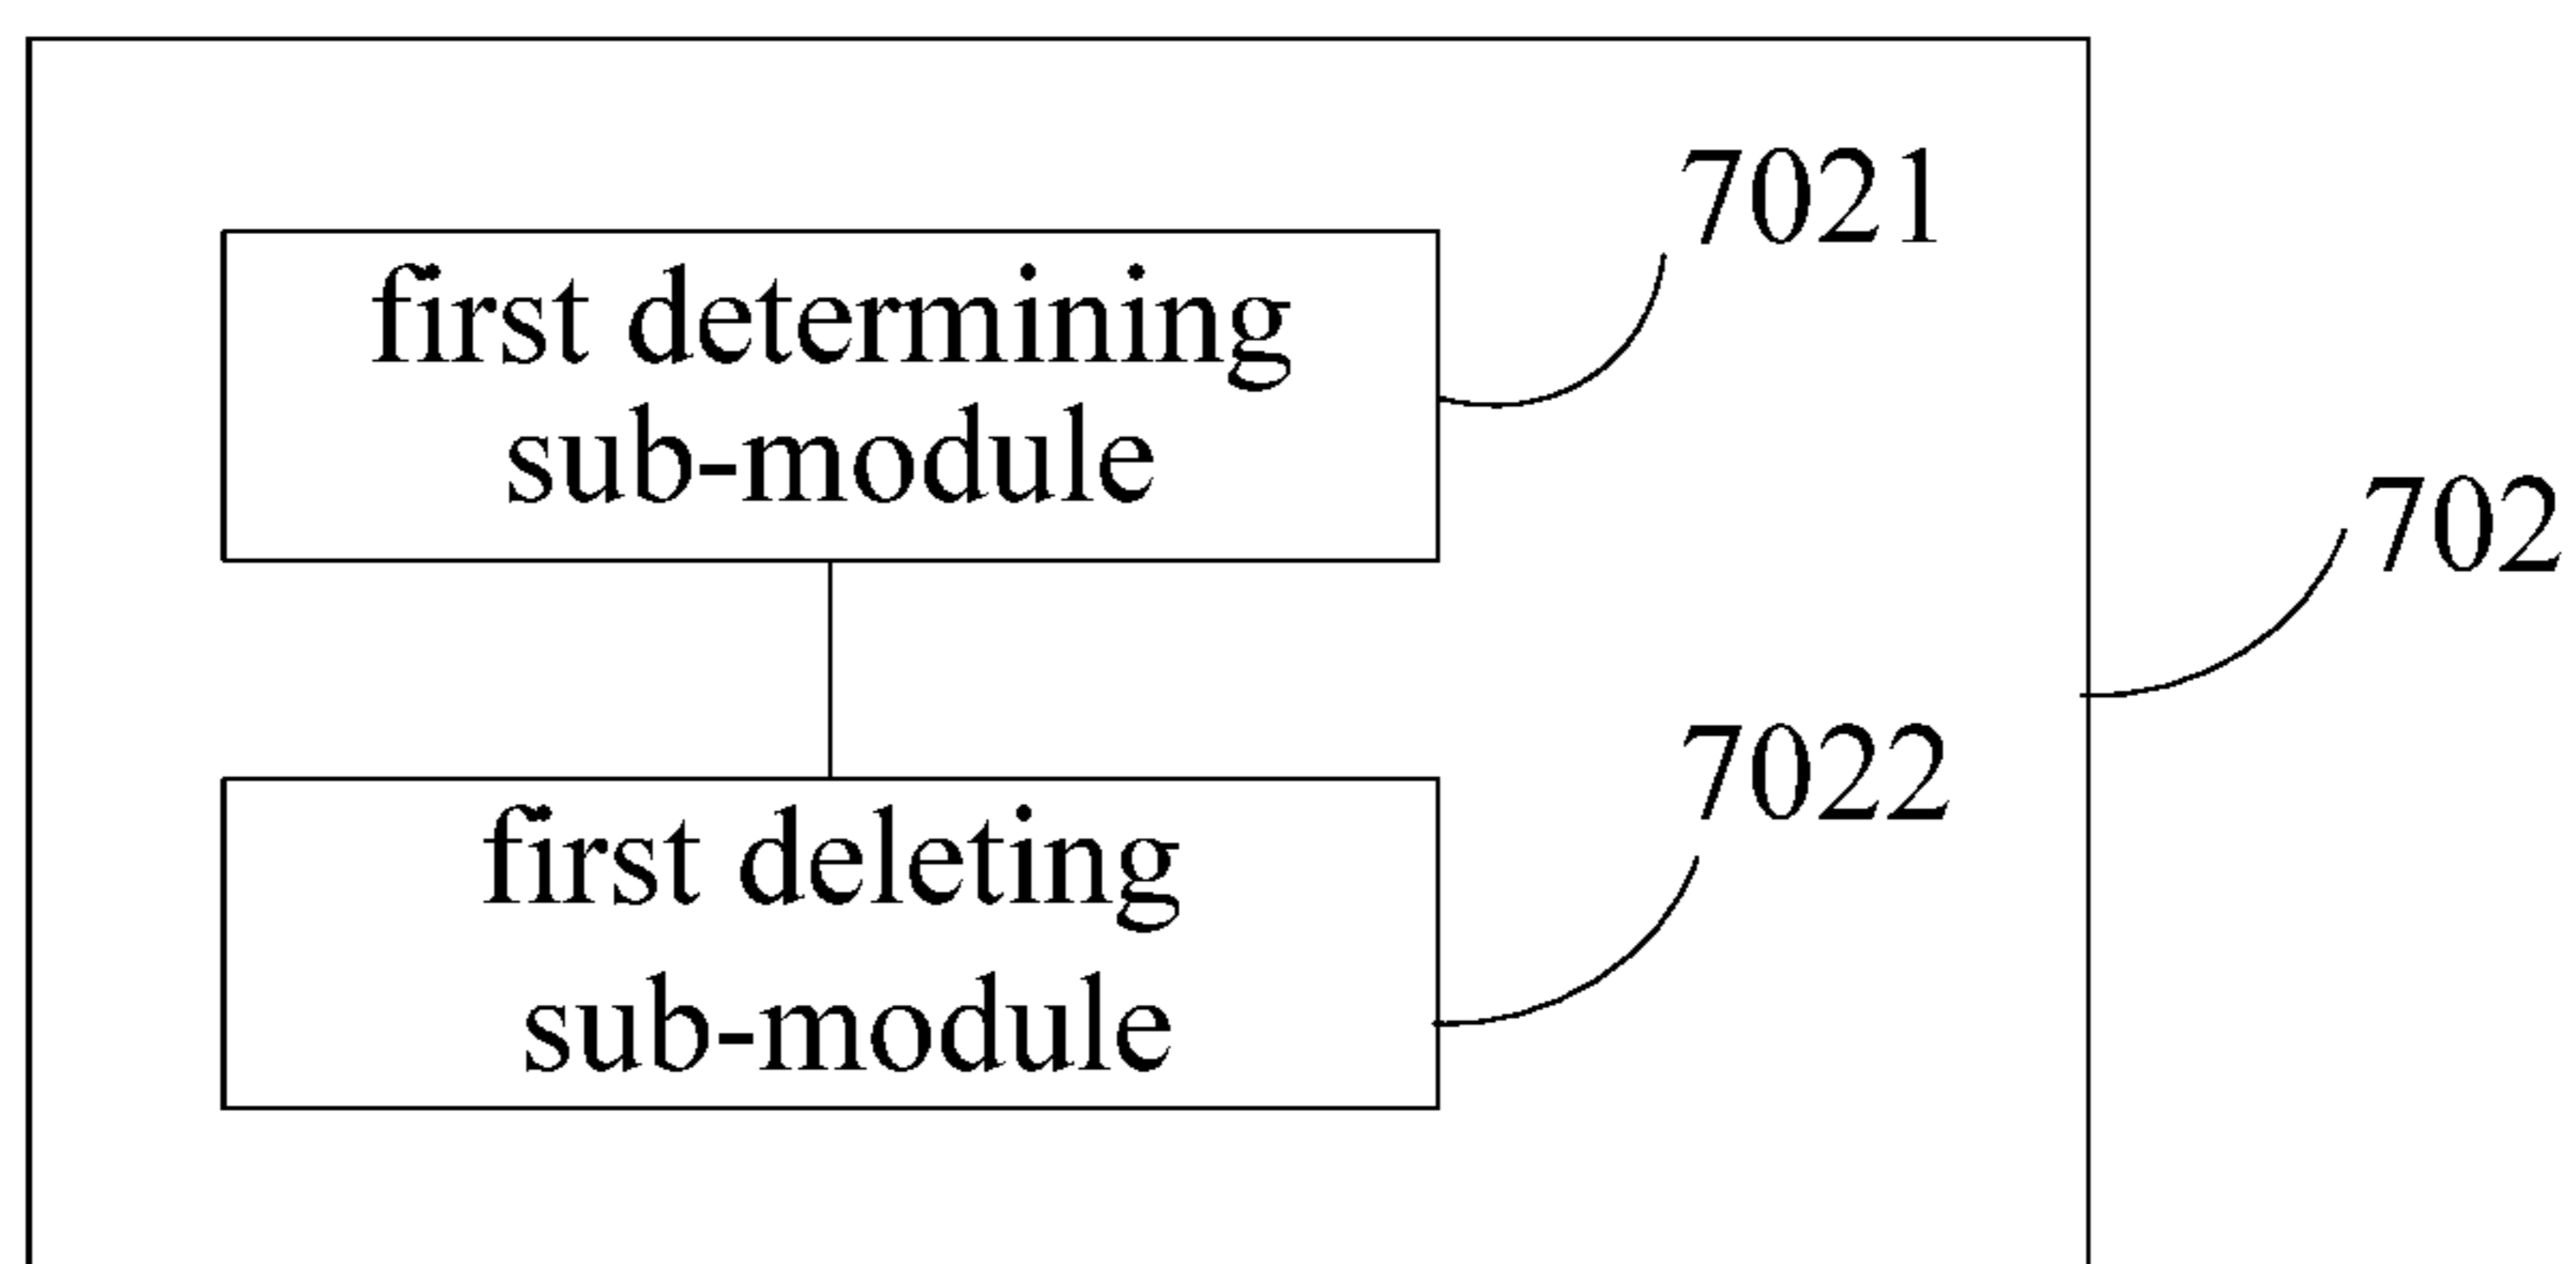 7021
first determining
sub-module
702
7022
first deleting
sub-module